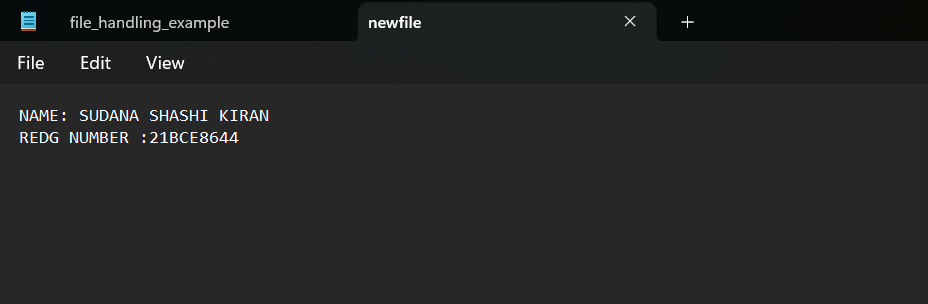 file_handling_example
newfile
File Edit View
NAME: SUDANA SHASHI KIRAN
REDG NUMBER :21BCE8644